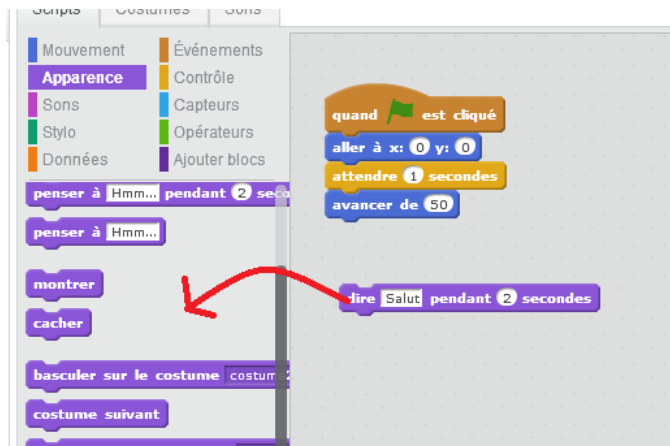 Scripts Costumes Sons
Mouvement Événements
Apparence Contrôle
Sons Capteurs
Stylo Opérateurs
Données Ajouter blocs
penser à Hmm... pendant 2
penser à Hmm...
montrer
cacher
basculer sur le costume
costume suivant
quand est cliqué
aller à x: 0 y: 0
attendre 1 secondes
avancer de 50
dire Salut pendant 2 secondes